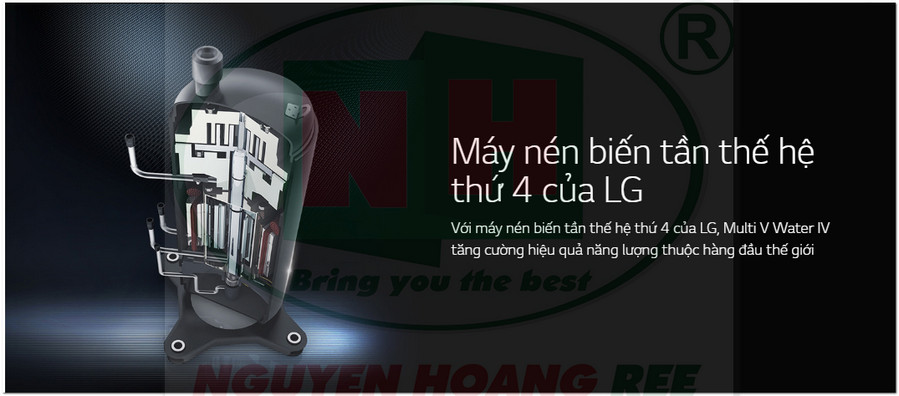 ®
NH
Máy nén biến tần thế hệ
thứ 4 của LG
Với máy nén biến tần thế hệ thứ 4 của LG, Multi V Water IV
tăng cường hiệu quả năng lượng thuộc hàng đầu thế giới
Bring you the best
NGUYEN HOANG REE